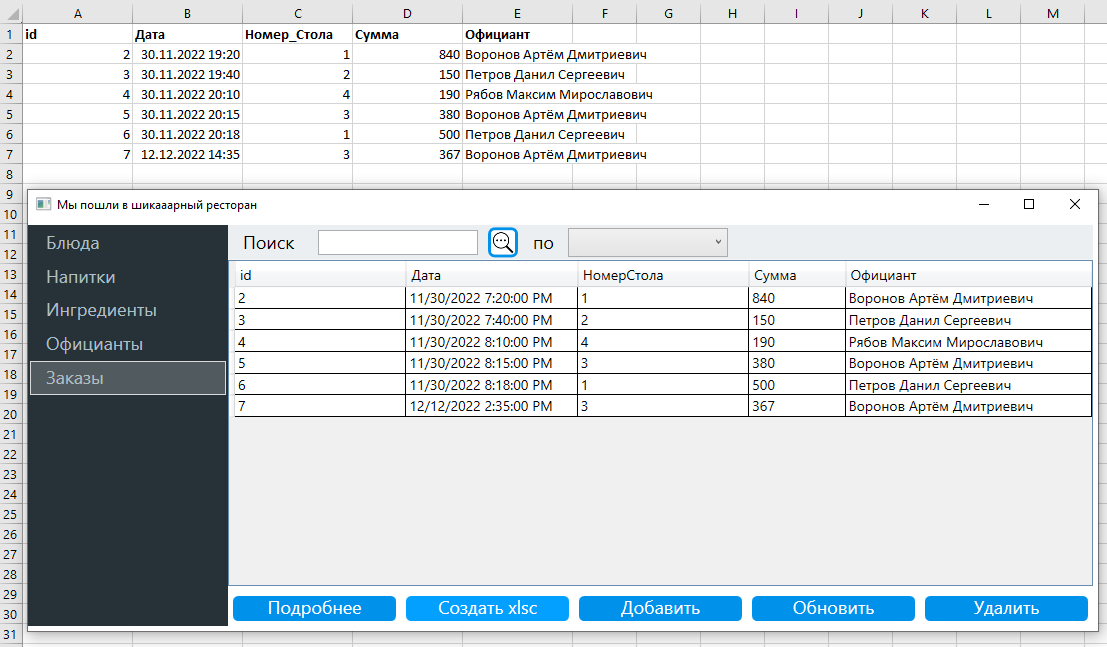 A B C D E F G H I J K L M
1 id Дата Номер_Стола Сумма Официант
2 2 30.11.2022 19:20 1 840 Воронов Артём Дмитриевич
3 3 30.11.2022 19:40 2 150 Петров Данил Сергеевич
4 4 30.11.2022 20:10 4 190 Рябов Максим Мирославович
5 5 30.11.2022 20:15 3 380 Воронов Артём Дмитриевич
6 6 30.11.2022 20:18 1 500 Петров Данил Сергеевич
7 7 12.12.2022 14:35 3 367 Воронов Артём Дмитриевич
8
9
10
11
12
13
14
15
16
17
18
19
20
21
22
23
24
25
26
27
28
29
30
31
Мы пошли в шикааарный ресторан
Блюда
Напитки
Ингредиенты
Официанты
Заказы
Поиск по
id Дата НомерСтола Сумма Официант
2 11/30/2022 7:20:00 PM 1 840 Воронов Артём Дмитриевич
3 11/30/2022 7:40:00 PM 2 150 Петров Данил Сергеевич
4 11/30/2022 8:10:00 PM 4 190 Рябов Максим Мирославович
5 11/30/2022 8:15:00 PM 3 380 Воронов Артём Дмитриевич
6 11/30/2022 8:18:00 PM 1 500 Петров Данил Сергеевич
7 12/12/2022 2:35:00 PM 3 367 Воронов Артём Дмитриевич
Подробнее Создать xlsc Добавить Обновить Удалить